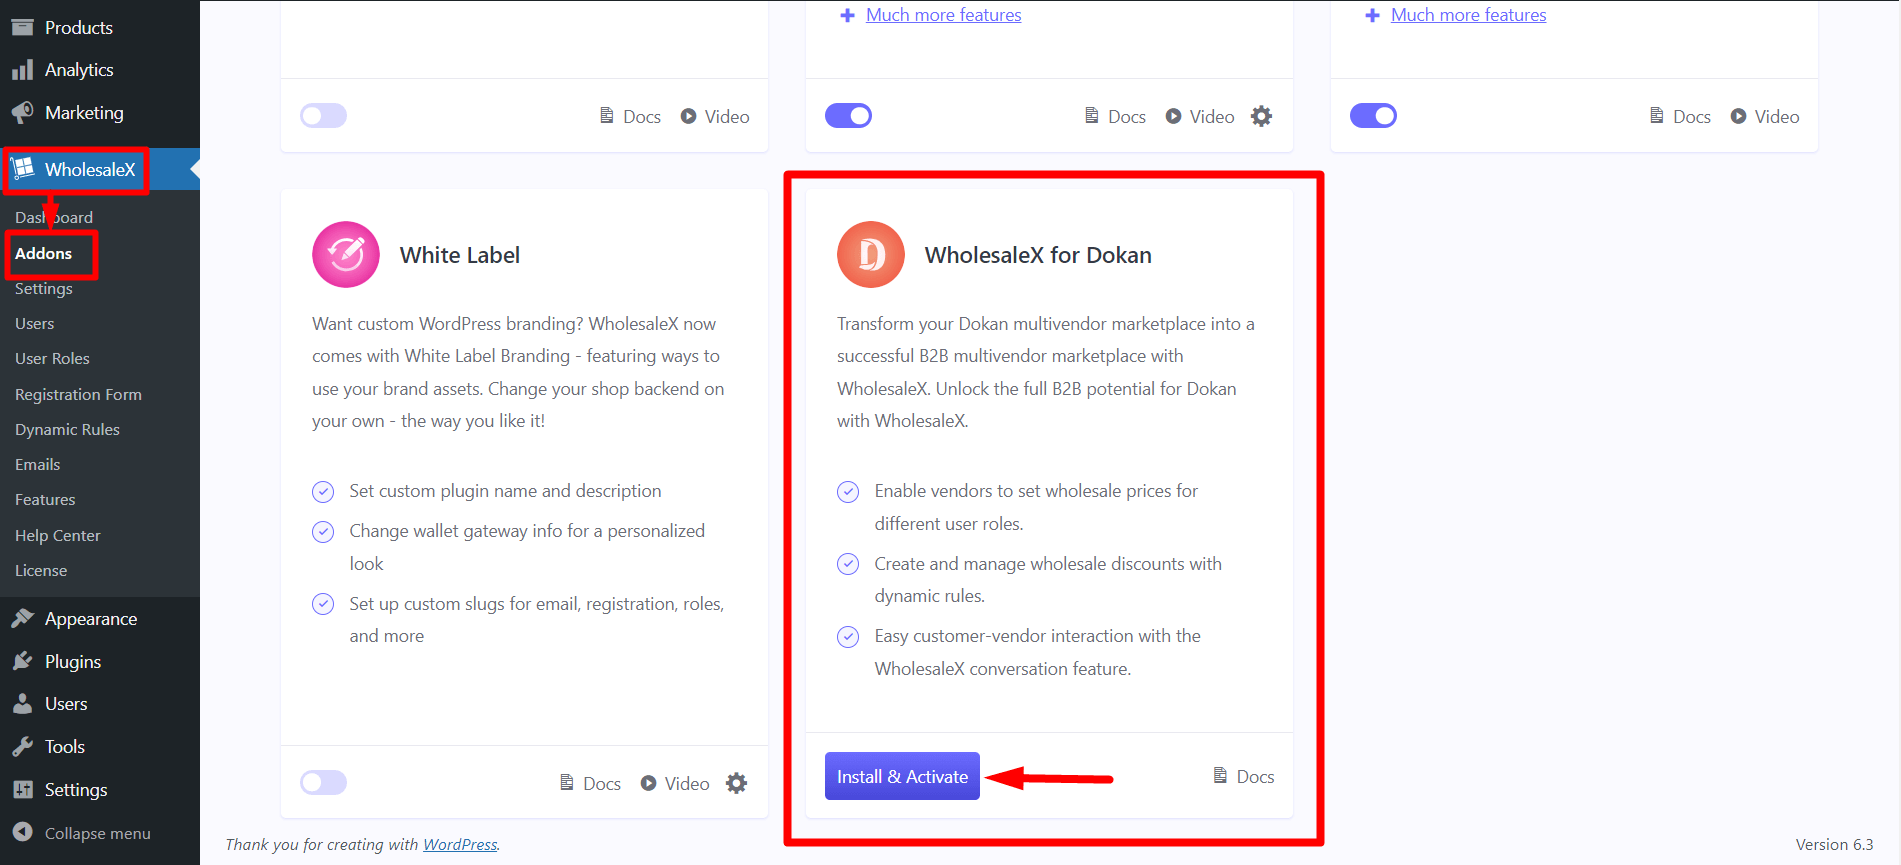 Products
Analytics
Marketing
WholesaleX
Dashboard
Addons
Settings
Users
User Roles
Registration Form
Dynamic Rules
Emails
Features
Help Center
License
Appearance
Plugins
Users
Tools
Settings
Collapse menu
Much more features
Much more features
Docs Video
Docs Video
Docs Video
White Label
Want custom WordPress branding? WholesaleX now
comes with White Label Branding - featuring ways to
use your brand assets. Change your shop backend on
your own - the way you like it!
Set custom plugin name and description
Change wallet gateway info for a personalized
look
Set up custom slugs for email, registration, roles,
and more
Docs Video
WholesaleX for Dokan
Transform your Dokan multivendor marketplace into a
successful B2B multivendor marketplace with
WholesaleX. Unlock the full B2B potential for Dokan
with WholesaleX.
Enable vendors to set wholesale prices for
different user roles.
Create and manage wholesale discounts with
dynamic rules.
Easy customer-vendor interaction with the
WholesaleX conversation feature.
Install & Activate Docs
Thank you for creating with WordPress.
Version 6.3